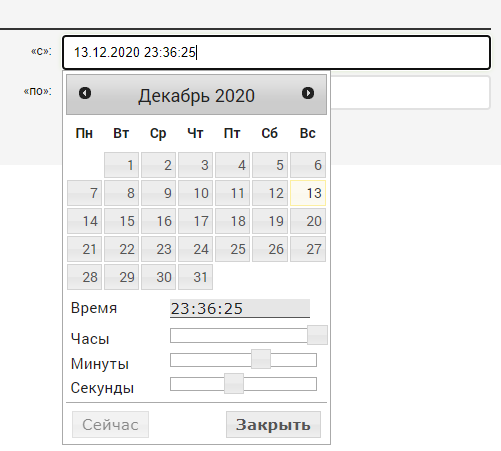 «с»: 13.12.2020 23:36:25
«по»:
Декабрь 2020
Пн Вт Ср Чт Пт Сб Вс
1 2 3 4 5 6
7 8 9 10 11 12 13
14 15 16 17 18 19 20
21 22 23 24 25 26 27
28 29 30 31
Время 23:36:25
Часы
Минуты
Секунды
Сейчас Закрыть